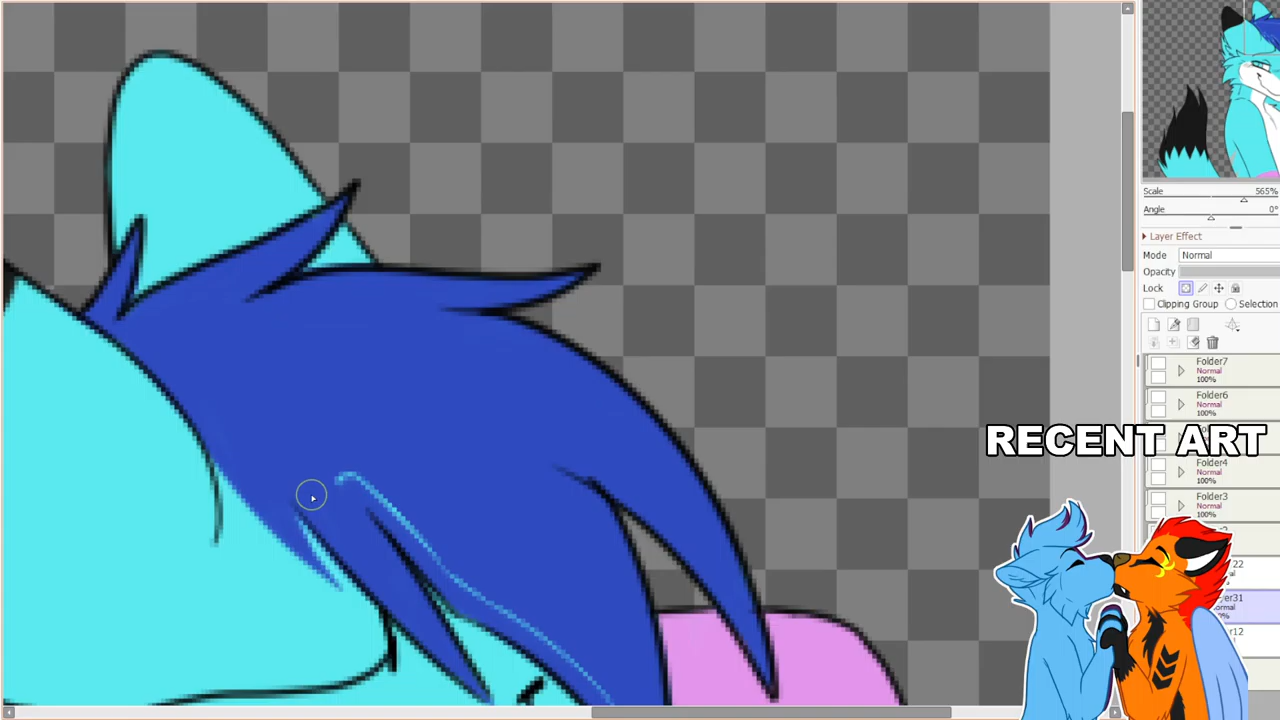 Scale 565%
Angle 0°
Layer Effect
Mode Normal
Opacity
Lock
Clipping Group Selection
Folder7
Normal
100%
Folder6
Normal
100%
RECENT ART
Folder4
Normal
100%
Folder3
Normal
100%